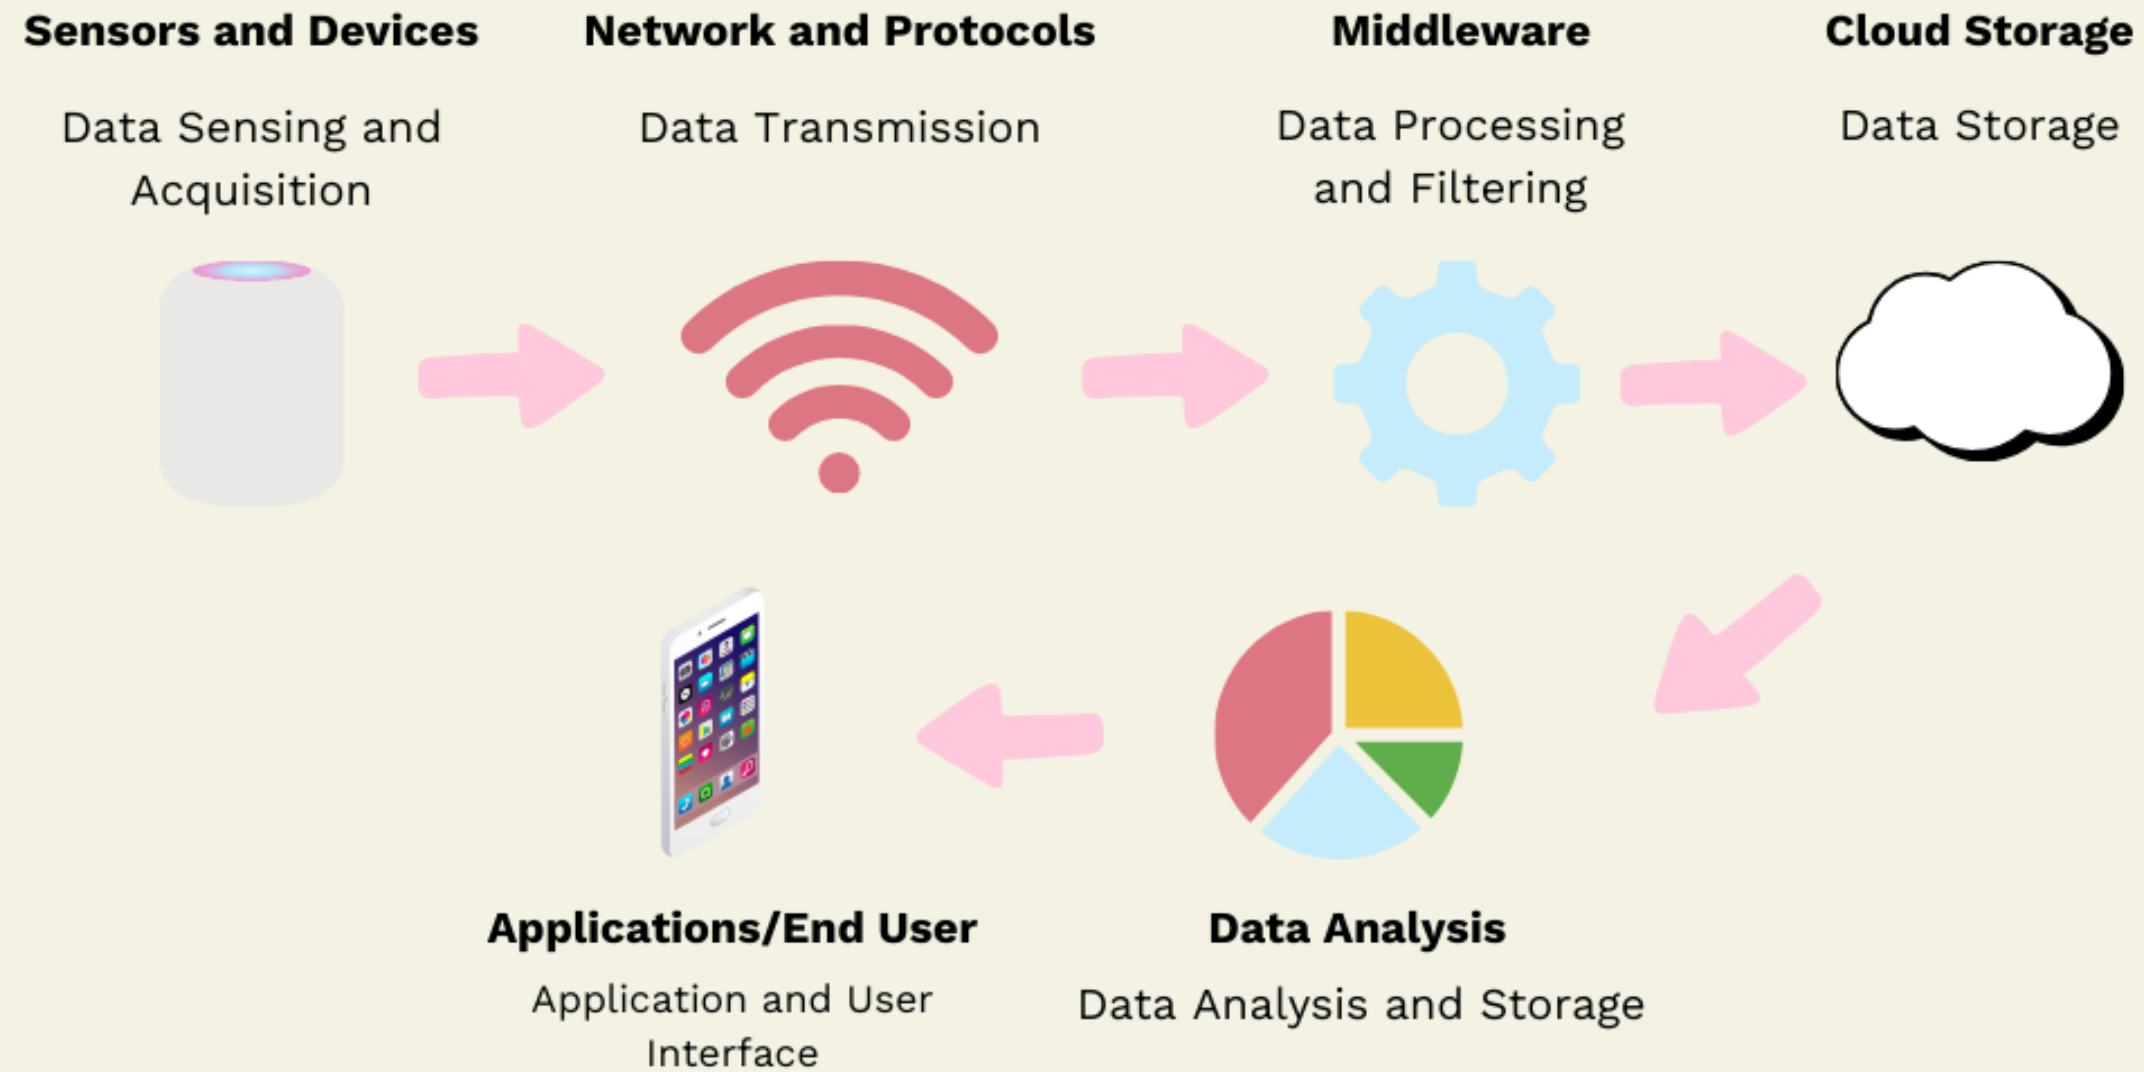 Sensors and Devices
Data Sensing and
Acquisition
Network and Protocols
Data Transmission
Middleware
Data Processing
and Filtering
Cloud Storage
Data Storage
Applications/End User
Application and User
Interface
Data Analysis
Data Analysis and Storage